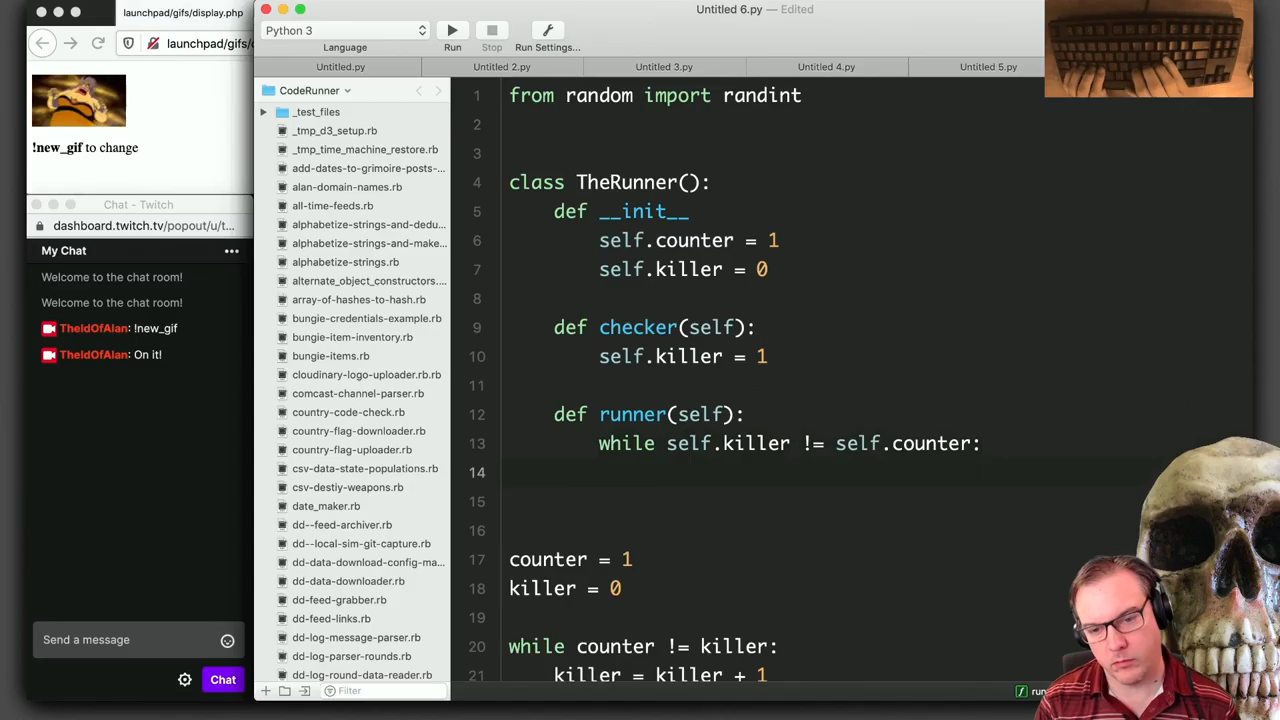 launchpad/gifs/display.php
launchpad/gifs/d
!new_gif to change
Chat - Twitch
dashboard.twitch.tv/popout/u/t...
My Chat
Welcome to the chat room!
Welcome to the chat room!
TheIdOfAlan: !new_gif
TheIdOfAlan: On it!
Send a message
Chat
Untitled 6.py — Edited
Python 3
Language
Run
Stop
Run Settings...
Untitled.py
Untitled 2.py
Untitled 3.py
Untitled 4.py
Untitled 5.py
CodeRunner
_test_files
_tmp_d3_setup.rb
_tmp_time_machine_restore.rb
add-dates-to-grimoire-posts-...
alan-domain-names.rb
all-time-feeds.rb
alphabetize-strings-and-dedu...
alphabetize-strings-and-make...
alphabetize-strings.rb
alternate_object_constructors....
array-of-hashes-to-hash.rb
bungie-credentials-example.rb
bungie-item-inventory.rb
bungie-items.rb
cloudinary-logo-uploader.rb.rb
comcast-channel-parser.rb
country-code-check.rb
country-flag-downloader.rb
country-flag-uploader.rb
csv-data-state-populations.rb
csv-destiy-weapons.rb
date_maker.rb
dd--feed-archiver.rb
dd--local-sim-git-capture.rb
dd-data-download-config-ma...
dd-data-downloader.rb
dd-feed-grabber.rb
dd-feed-links.rb
dd-log-message-parser.rb
dd-log-parser-rounds.rb
dd-log-round-data-reader.rb
Filter
1 from random import randint
2
3
4 class TheRunner():
5 def __init__
6 self.counter = 1
7 self.killer = 0
8
9 def checker(self):
10 self.killer = 1
11
12 def runner(self):
13 while self.killer != self.counter:
14
15
16
17 counter = 1
18 killer = 0
19
20 while counter != killer:
21 killer = killer + 1